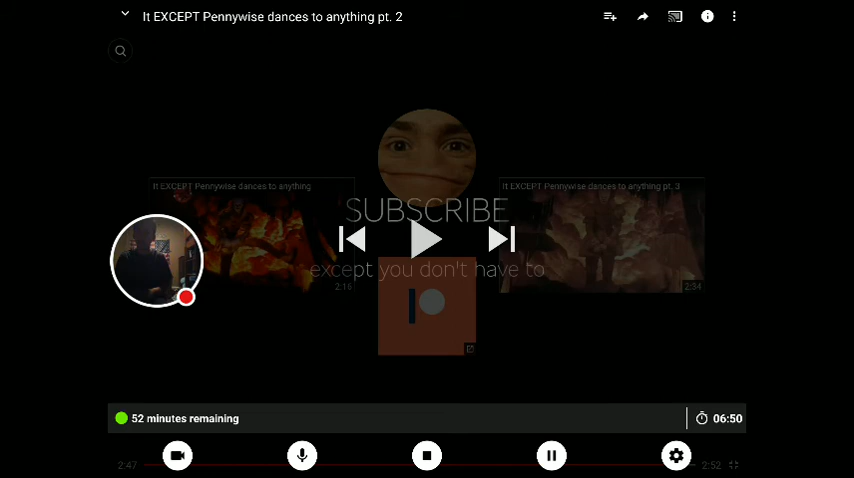 It EXCEPT Pennywise dances to anything pt. 2
It EXCEPT Pennywise dances to anything
It EXCEPT Pennywise dances to anything pt. 3
SUBSCRIBE
except you don't have to
2:16
2:34
52 minutes remaining
06:50
2:47
2:52